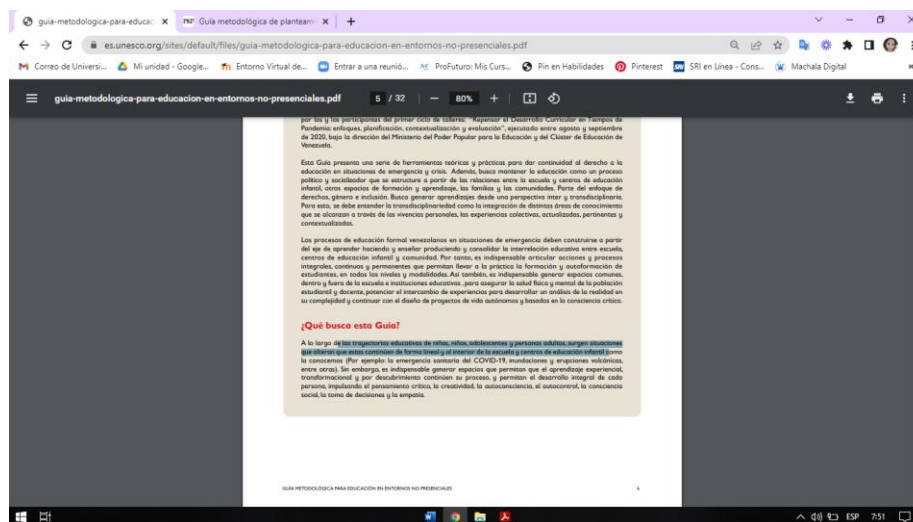 guia-metodologica-para-educac
Guía metodológica de planteam
es.unesco.org/sites/default/files/guia-metodologica-para-educacion-en-entornos-no-presenciales.pdf
Correo de Universi... Mi unidad - Google... Entorno Virtual de... Entrar a una reunió... ProFuturo: Mis Curs... Pin en Habilidades Pinterest SRI en Línea - Cons... Machala Digital
guia-metodologica-para-educacion-en-entornos-no-presenciales.pdf 5 / 32 80%
por las y los participantes del primer ciclo de talleres: "Repensar el Desarrollo Curricular en Tiempos de
Pandemia: enfoques, planificación, contextualización y evaluación", ejecutado entre agosto y septiembre
de 2020, bajo la dirección del Ministerio del Poder Popular para la Educación y del Clúster de Educación de
Venezuela.
Esta Guía presenta una serie de herramientas teóricas y prácticas para dar continuidad al derecho a la
educación en situaciones de emergencia y crisis. Además, busca mantener la educación como un proceso
político y socializador que se estructure a partir de las relaciones entre la escuela y centros de educación
infantil, otros espacios de formación y aprendizaje, las familias y las comunidades. Parte del enfoque de
derechos, género e inclusión. Busca generar aprendizajes desde una perspectiva inter y transdisciplinaria.
Para esto, se debe entender la transdisciplinariedad como la integración de distintas áreas de conocimiento
que se alcanzan a través de las vivencias personales, las experiencias colectivas, actualizadas, pertinentes y
contextualizadas.
Los procesos de educación formal venezolanos en situaciones de emergencia deben construirse a partir
del eje de aprender haciendo y enseñar produciendo y consolidar la interrelación educativa entre escuela,
centros de educación infantil y comunidad. Por tanto, es indispensable articular acciones y procesos
integrales, continuos y permanentes que permitan llevar a la práctica la formación y autoformación de
estudiantes, en todos los niveles y modalidades. Así también, es indispensable generar espacios comunes,
dentro y fuera de la escuela e instituciones educativas ,para asegurar la salud física y mental de la población
estudiantil y docente, potenciar el intercambio de experiencias para desarrollar un análisis de la realidad en
su complejidad y continuar con el diseño de proyectos de vida autónomos y basados en la consciencia crítica.
¿Qué busca esta Guía?
A lo largo de las trayectorias educativas de niñas, niños, adolescentes y personas adultas, surgen situaciones
que alteran que estas continúen de forma lineal y al interior de la escuela y centros de educación infantil como
la conocemos (Por ejemplo: la emergencia sanitaria del COVID-19, inundaciones y erupciones volcánicas,
entre otras). Sin embargo, es indispensable generar espacios que permitan que el aprendizaje experiencial,
transformacional y por descubrimiento continúen su proceso, y permitan el desarrollo integral de cada
persona, impulsando el pensamiento crítico, la creatividad, la autoconsciencia, el autocontrol, la consciencia
social, la toma de decisiones y la empatía.
GUÍA METODOLÓGICA PARA EDUCACIÓN EN ENTORNOS NO PRESENCIALES
ESP 7:51